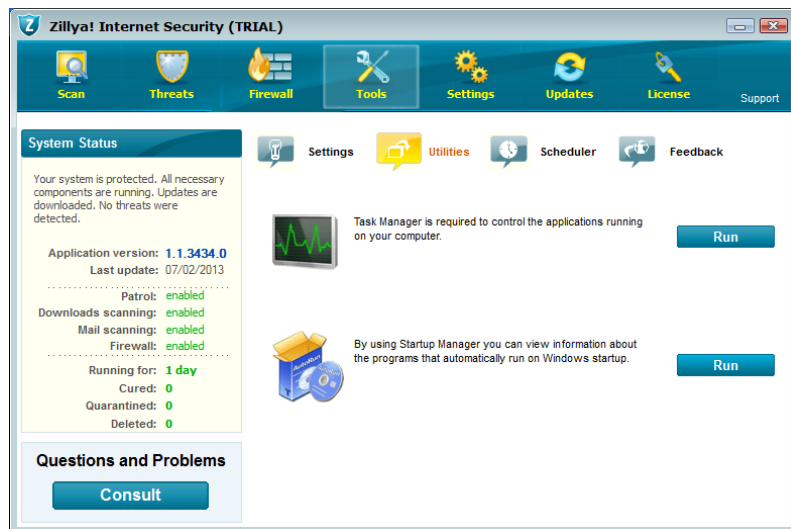 Zillya! Internet Security (TRIAL)
Scan
Threats
Firewall
Tools
Settings
Updates
License
Support
System Status
Your system is protected. All necessary
components are running. Updates are
downloaded. No threats were
detected.
Application version: 1.1.3434.0
Last update: 07/02/2013
Patrol: enabled
Downloads scanning: enabled
Mail scanning: enabled
Firewall: enabled
Running for: 1 day
Cured: 0
Quarantined: 0
Deleted: 0
Questions and Problems
Consult
Settings
Utilities
Scheduler
Feedback
Task Manager is required to control the applications running
on your computer.
Run
By using Startup Manager you can view information about
the programs that automatically run on Windows startup.
Run
AutoRun
AutoRun